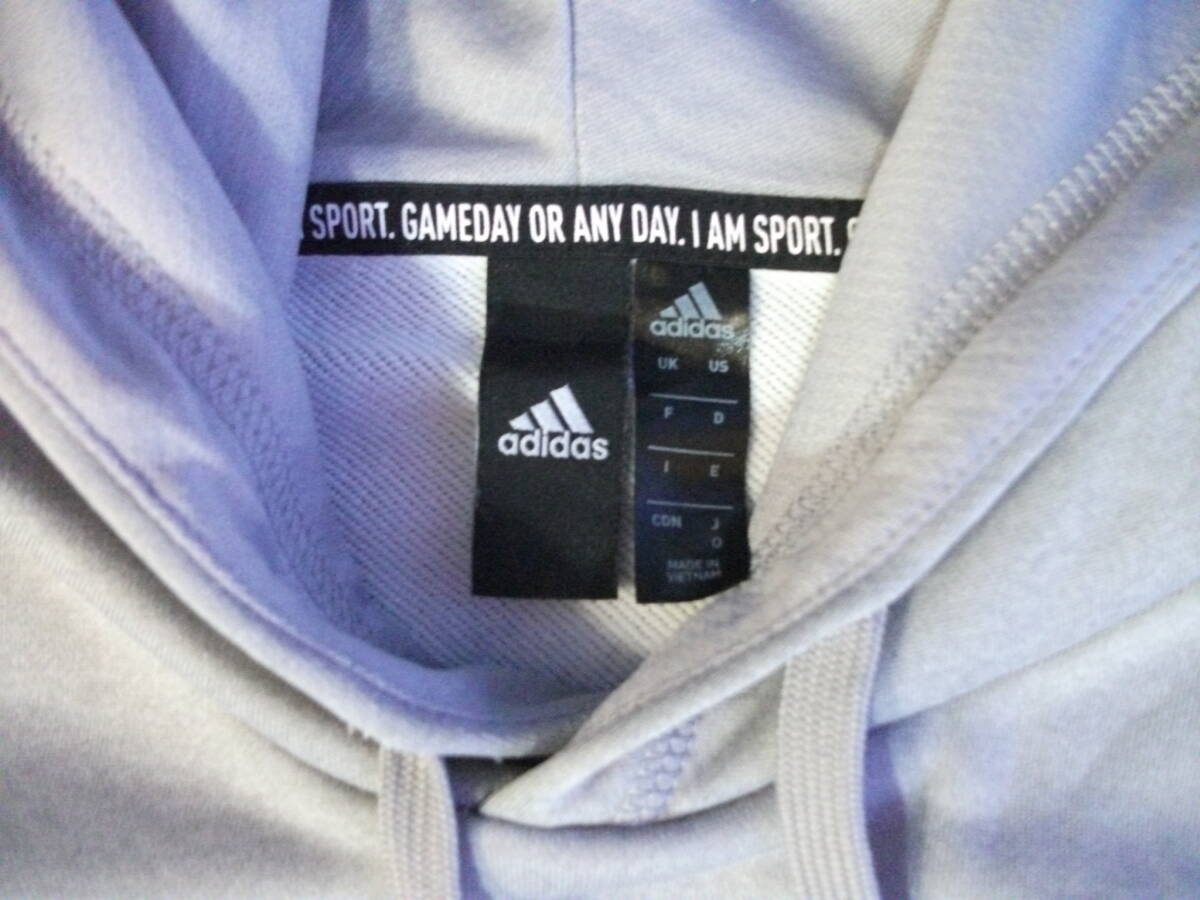 SPORT. GAMEDAY OR ANY DAY. I AM SPORT.
adidas
adidas
UK US
F D
I E
CDN J
O
MADE IN
VIETNAM